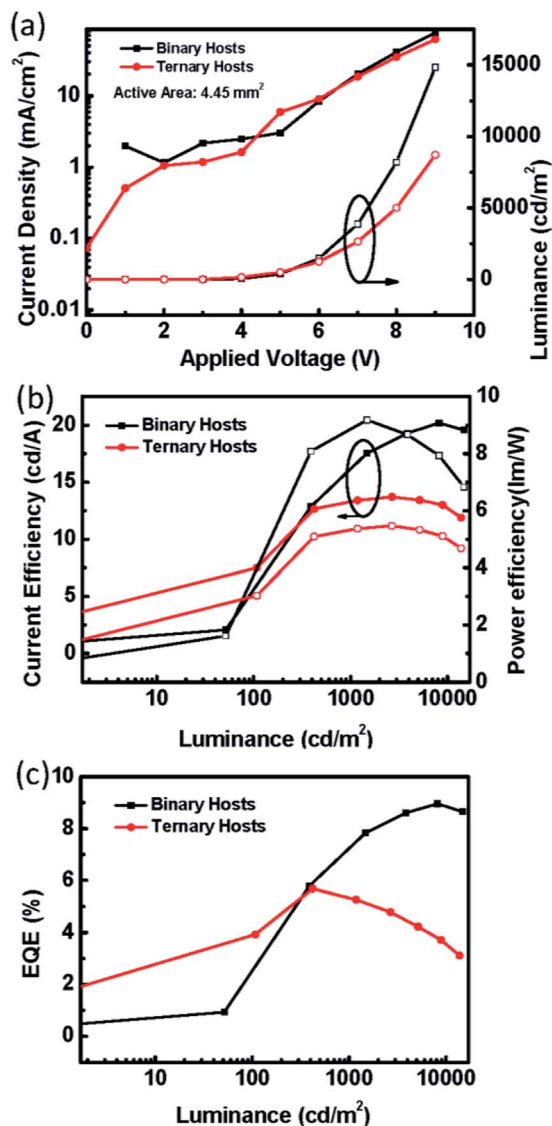 (a)
Binary Hosts
Ternary Hosts
Active Area: 4.45 mm²
Current Density (mA/cm²)
10
1
0.1
0.01
15000
10000
5000
0
Luminance (cd/m²)
0 2 4 6 8 10
Applied Voltage (V)
(b)
Binary Hosts
Ternary Hosts
Current Efficiency (cd/A)
20
15
10
5
0
10
8
6
4
2
0
Power efficiency(lm/W)
10 100 1000 10000
Luminance (cd/m²)
(c)
Binary Hosts
Ternary Hosts
EQE (%)
10
8
6
4
2
0
10 100 1000 10000
Luminance (cd/m²)